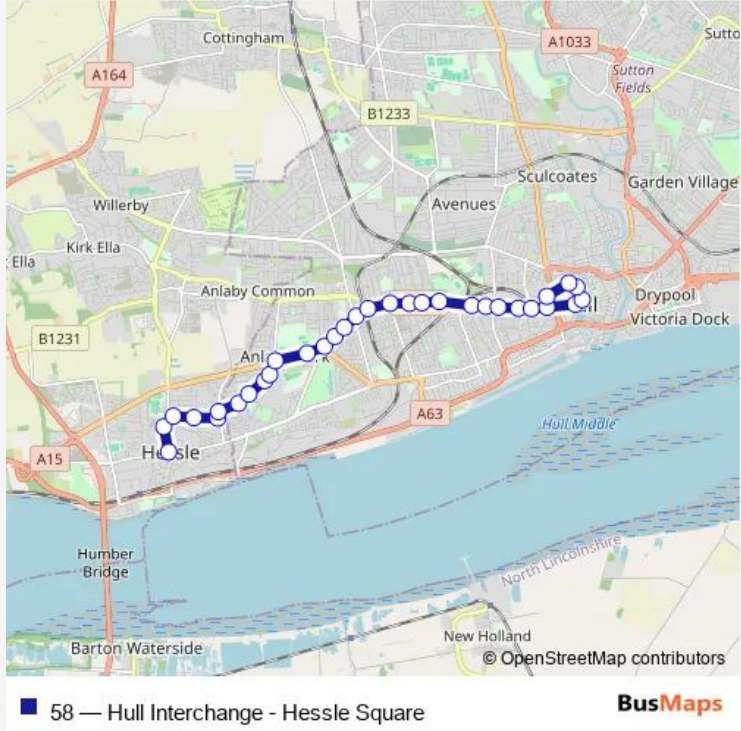 Cottingham
A1033
Sutto
A164
Sutton
Fields
B1233
Sculcoates
Garden Village
Willerby
Avenues
Kirk Ella
Ella
Anlaby Common
Drypool
Victoria Dock
B1231
A63
Hull Middle
A15
Humber
Bridge
North Lincolnshire
New Holland
Barton Waterside
© OpenStreetMap contributors
58 — Hull Interchange - Hessle Square
BusMaps